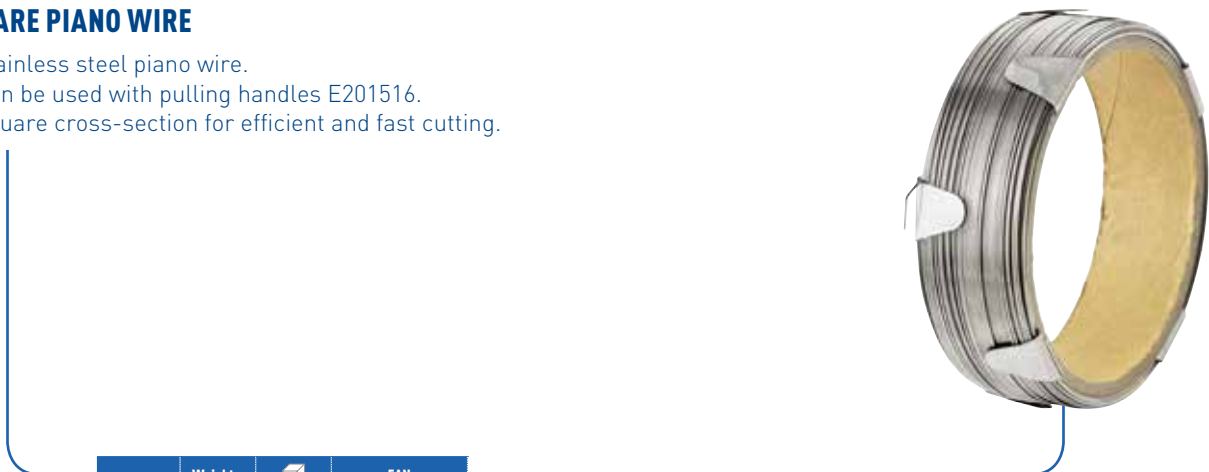 ARE PIANO WIRE
ainless steel piano wire.
n be used with pulling handles E201516.
uare cross-section for efficient and fast cutting.
Weight EAN